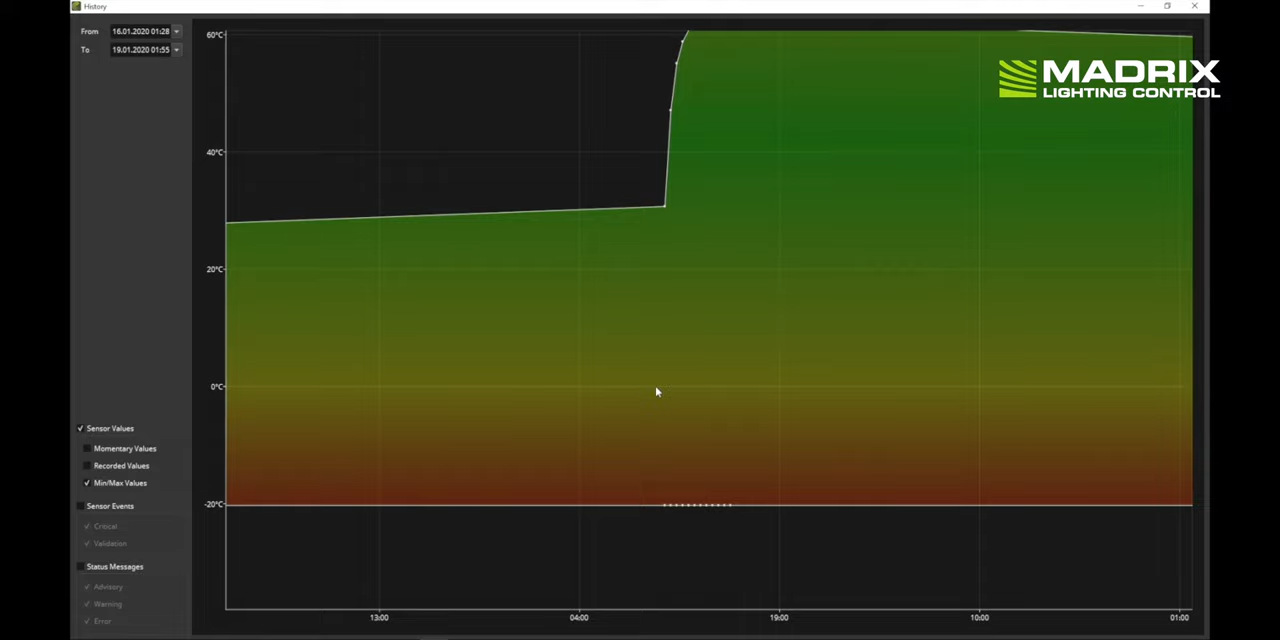 History
From 16.01.2020 01:28
To 19.01.2020 01:55
60°C
MADRIX
LIGHTING CONTROL
40°C
20°C
0°C
-20°C
Sensor Values
Momentary Values
Recorded Values
Min/Max Values
Sensor Events
Critical
Validation
Status Messages
Advisory
Warning
Error
13:00 04:00 19:00 10:00 01:00